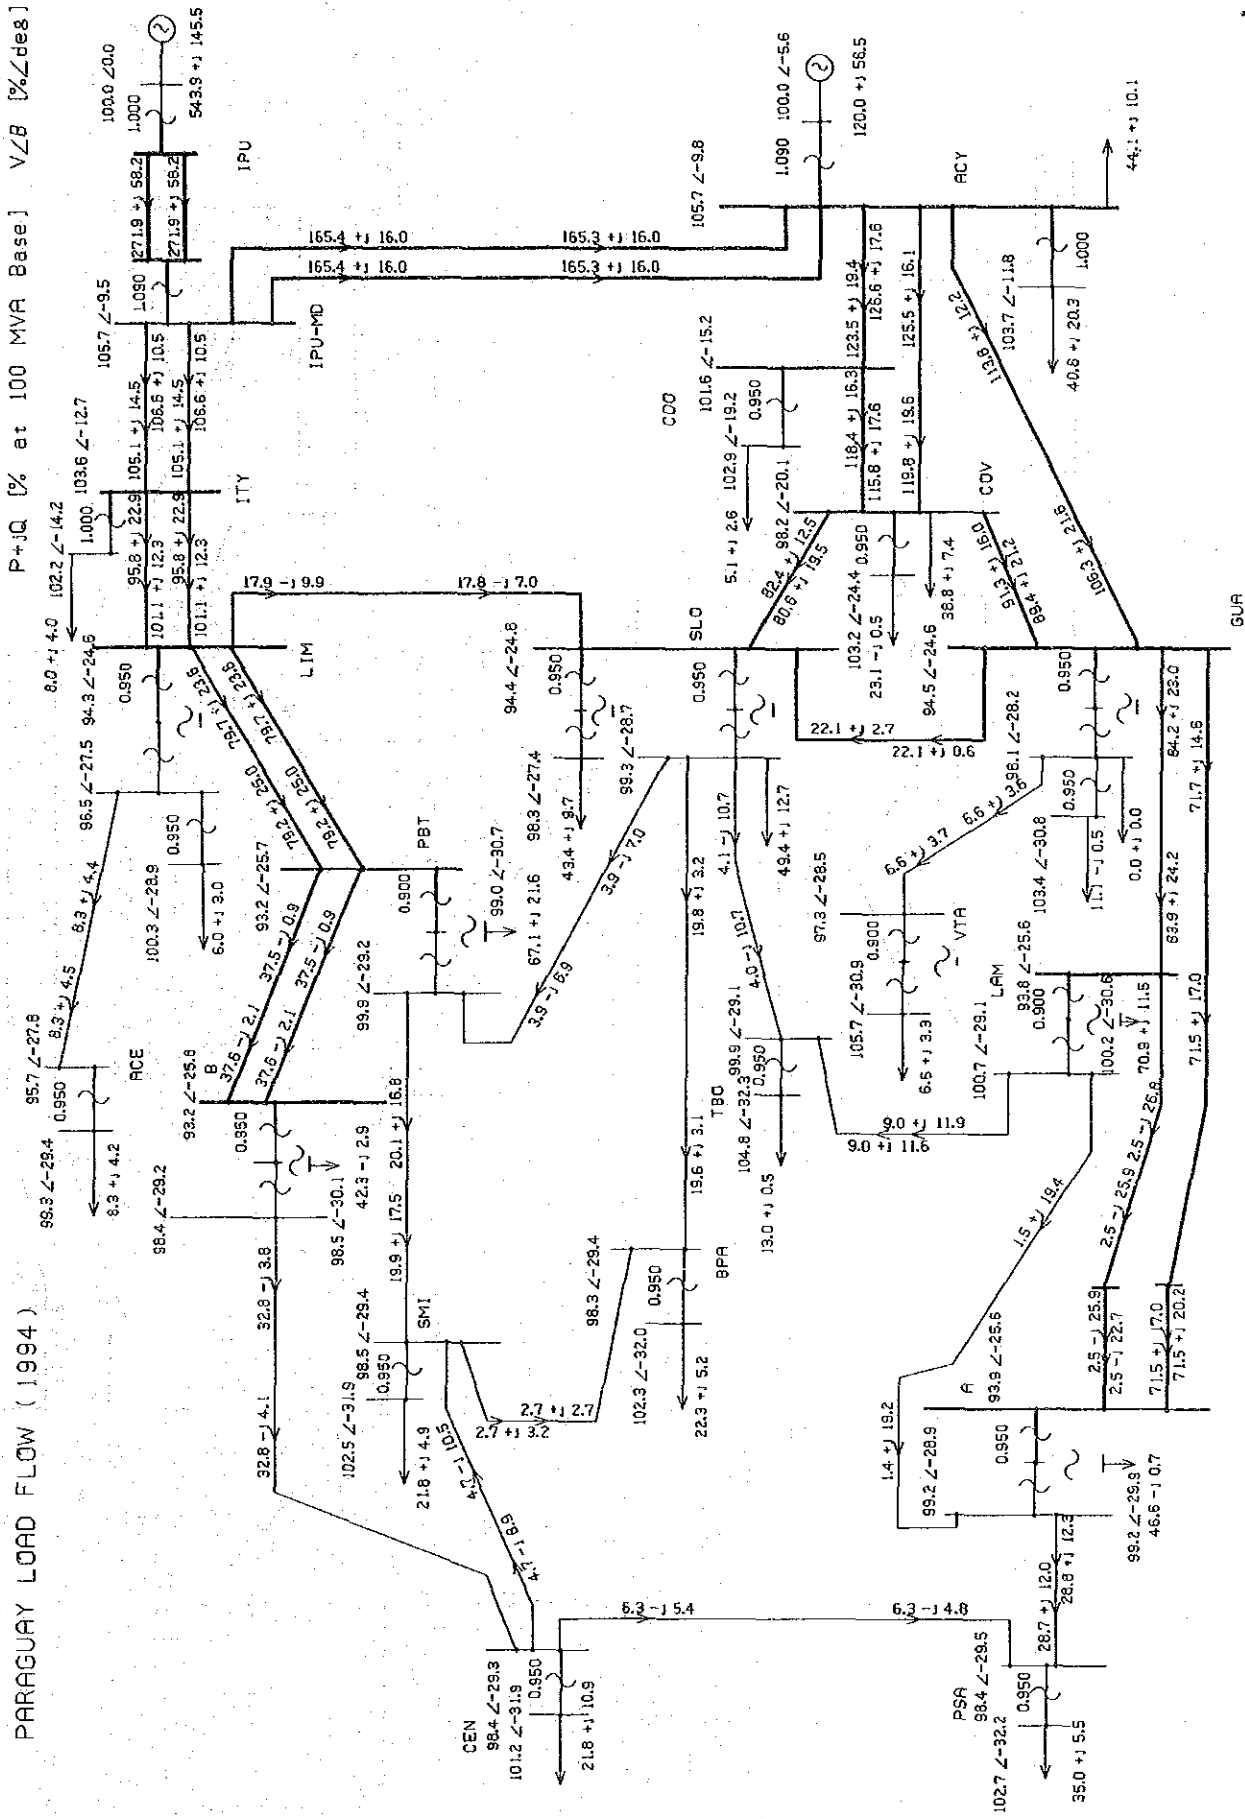 PARAGUAY LOAD FLOW (1994) P+jQ [% at 100 MVA Base] V∠θ [%∠deg]
100.0 ∠0.0
1.000
543.9 +j 145.5
271.9 +j 58.2
271.9 +j 58.2
IPU
1.090
105.7 ∠-9.5
IPU-MD
165.4 +j 16.0
165.3 +j 16.0
165.4 +j 16.0
165.3 +j 16.0
106.6 +j 10.5
105.1 +j 14.5
106.6 +j 10.5
105.1 +j 14.5
103.6 ∠-12.7
ITY
1.000
102.2 ∠-14.2
8.0 +j 4.0
95.8 +j 22.9
101.1 +j 12.3
95.8 +j 22.9
101.1 +j 12.3
94.3 ∠-24.6
LIM
0.950
96.5 ∠-27.5
0.950
100.3 ∠-28.9
6.0 +j 3.0
8.3 +j 4.4
8.3 +j 4.5
95.7 ∠-27.8
ACE
0.950
99.3 ∠-29.4
8.3 +j 4.2
79.7 +j 23.6
79.2 +j 25.0
79.7 +j 23.6
79.2 +j 25.0
93.2 ∠-25.7
PBT
0.900
99.0 ∠-30.7
67.1 +j 21.6
99.9 ∠-29.2
37.5 -j 0.9
37.6 -j 2.1
37.5 -j 0.9
37.6 -j 2.1
93.2 ∠-25.8
B
0.950
98.4 ∠-29.2
98.5 ∠-30.1
42.3 -j 2.9
32.8 -j 3.8
32.8 -j 4.1
20.1 +j 16.8
19.9 +j 17.5
98.5 ∠-29.4
SMI
0.950
102.5 ∠-31.9
21.8 +j 4.9
4.7 -j 10.5
4.7 -j 8.9
2.7 +j 2.7
2.7 +j 3.2
CEN
98.4 ∠-29.3
101.2 ∠-31.9
0.950
21.8 +j 10.9
6.3 -j 5.4
6.3 -j 4.8
17.9 -j 9.9
17.8 -j 7.0
94.4 ∠-24.8
SLO
0.950
0.950
98.3 ∠-27.4
43.4 +j 9.7
99.3 ∠-28.7
49.4 +j 12.7
3.9 -j 7.0
3.9 -j 6.9
19.8 +j 3.2
19.6 +j 3.1
4.1 -j 10.7
4.0 -j 10.7
98.3 ∠-29.4
BPA
0.950
102.3 ∠-32.0
22.3 +j 5.2
99.9 ∠-29.1
TBO
0.950
104.8 ∠-32.3
13.0 +j 0.5
9.0 +j 11.9
9.0 +j 11.6
105.7 ∠-9.8
1.090
100.0 ∠-5.6
120.0 +j 56.5
ACY
44.1 +j 10.1
1.000
103.7 ∠-11.8
40.6 +j 20.3
126.6 +j 17.6
123.5 +j 19.4
101.6 ∠-15.2
COO
0.950
102.9 ∠-19.2
5.1 +j 2.6
118.4 +j 16.3
115.8 +j 17.6
125.5 +j 16.1
119.8 +j 19.6
98.2 ∠-20.1
COV
0.950
103.2 ∠-24.4
23.1 -j 0.5
38.8 +j 7.4
82.4 +j 12.5
80.6 +j 19.5
91.3 +j 16.0
89.4 +j 21.2
113.8 +j 12.2
106.3 +j 21.6
94.5 ∠-24.6
GUA
22.1 +j 2.7
22.1 +j 0.6
0.950
98.1 ∠-28.2
0.950
103.4 ∠-30.8
11.1 -j 0.5
0.0 +j 0.0
6.6 +j 3.6
6.6 +j 3.7
97.3 ∠-28.5
VTA
0.900
105.7 ∠-30.9
6.6 +j 3.3
84.2 +j 23.0
83.9 +j 24.2
71.7 +j 14.6
71.5 +j 17.0
LAM
93.8 ∠-25.6
0.900
100.2 ∠-30.6
70.9 +j 11.5
100.7 ∠-29.1
2.5 -j 26.8
2.5 -j 25.9
1.5 +j 19.4
1.4 +j 19.2
2.5 -j 25.9
2.5 -j 22.7
71.5 +j 17.0
71.5 +j 20.2
A
93.9 ∠-25.6
0.950
99.2 ∠-28.9
99.2 ∠-29.9
46.6 -j 0.7
28.8 +j 12.3
28.7 +j 12.0
PSA
98.4 ∠-29.5
0.950
102.7 ∠-32.2
35.0 +j 5.5